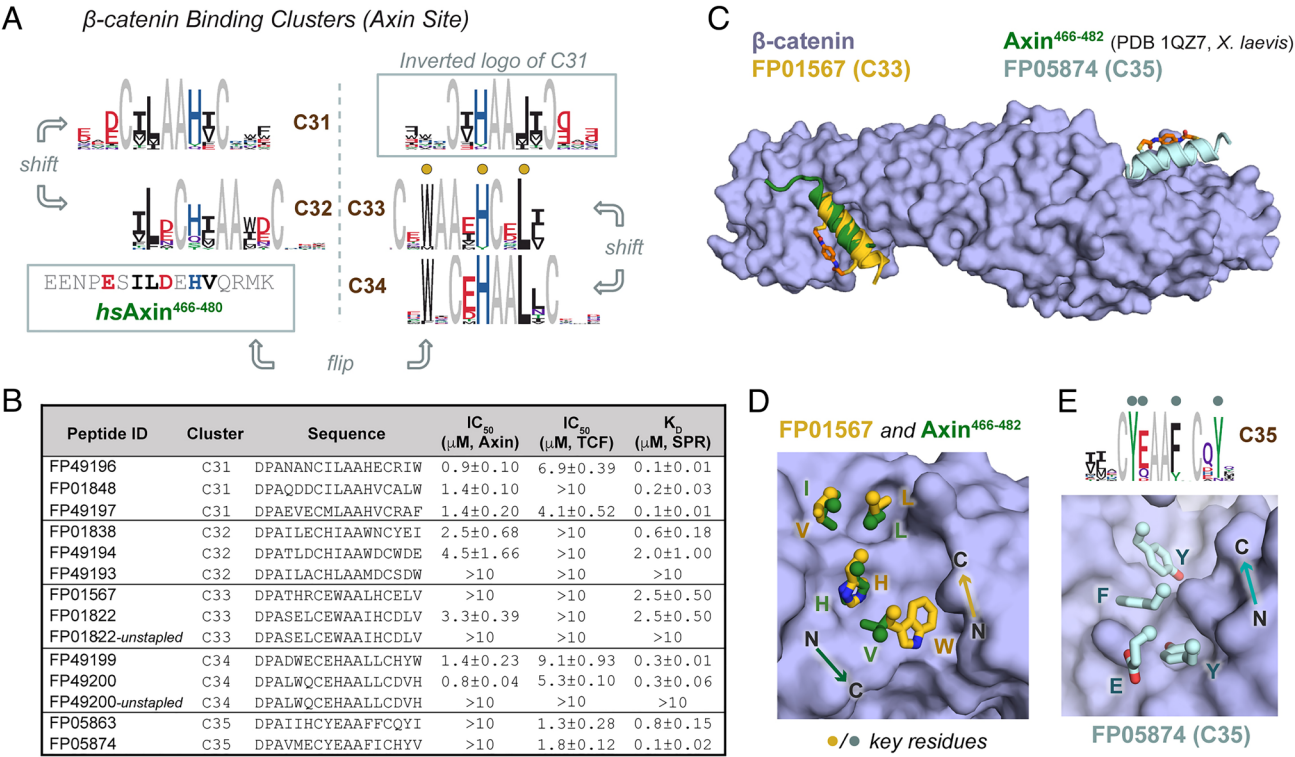 A
β-catenin Binding Clusters (Axin Site)
Inverted logo of C31
C31
shift
C32
C33
shift
C34
EENPESILDEHVQRMK
hsAxin466-480
flip
B
Peptide ID Cluster Sequence IC50 (μM, Axin) IC50 (μM, TCF) KD (μM, SPR)
FP49196 C31 DPANANCILAAHECRIW 0.9±0.10 6.9±0.39 0.1±0.01
FP01848 C31 DPAQDDCILAAHVCALW 1.4±0.10 >10 0.2±0.03
FP49197 C31 DPAEVECMLAAHVCRAF 1.4±0.20 4.1±0.52 0.1±0.01
FP01838 C32 DPAILECHIAAWNCYEI 2.5±0.68 >10 0.6±0.18
FP49194 C32 DPATLDCHIAAWDCWDE 4.5±1.66 >10 2.0±1.00
FP49193 C32 DPAILACHLAAMDCSDW >10 >10 >10
FP01567 C33 DPATHRCEWAALHCELV >10 >10 2.5±0.50
FP01822 C33 DPASELCEWAAIHCDLV 3.3±0.39 >10 2.5±0.50
FP01822-unstapled C33 DPASELCEWAAIHCDLV >10 >10 >10
FP49199 C34 DPADWECEHAALLCHYW 1.4±0.23 9.1±0.93 0.3±0.01
FP49200 C34 DPALWQCEHAALLCDVH 0.8±0.04 5.3±0.10 0.3±0.06
FP49200-unstapled C34 DPALWQCEHAALLCDVH >10 >10 >10
FP05863 C35 DPAIIHCYEAAFFCQYI >10 1.3±0.28 0.8±0.15
FP05874 C35 DPAVMECYEAAFICHYV >10 1.8±0.12 0.1±0.02
C
β-catenin
FP01567 (C33)
Axin466-482 (PDB 1QZ7, X. laevis)
FP05874 (C35)
D
FP01567 and Axin466-482
I
V
L
L
H
H
V
W
N
C
C
N
/ key residues
E
C35
Y
F
E
Y
C
N
FP05874 (C35)